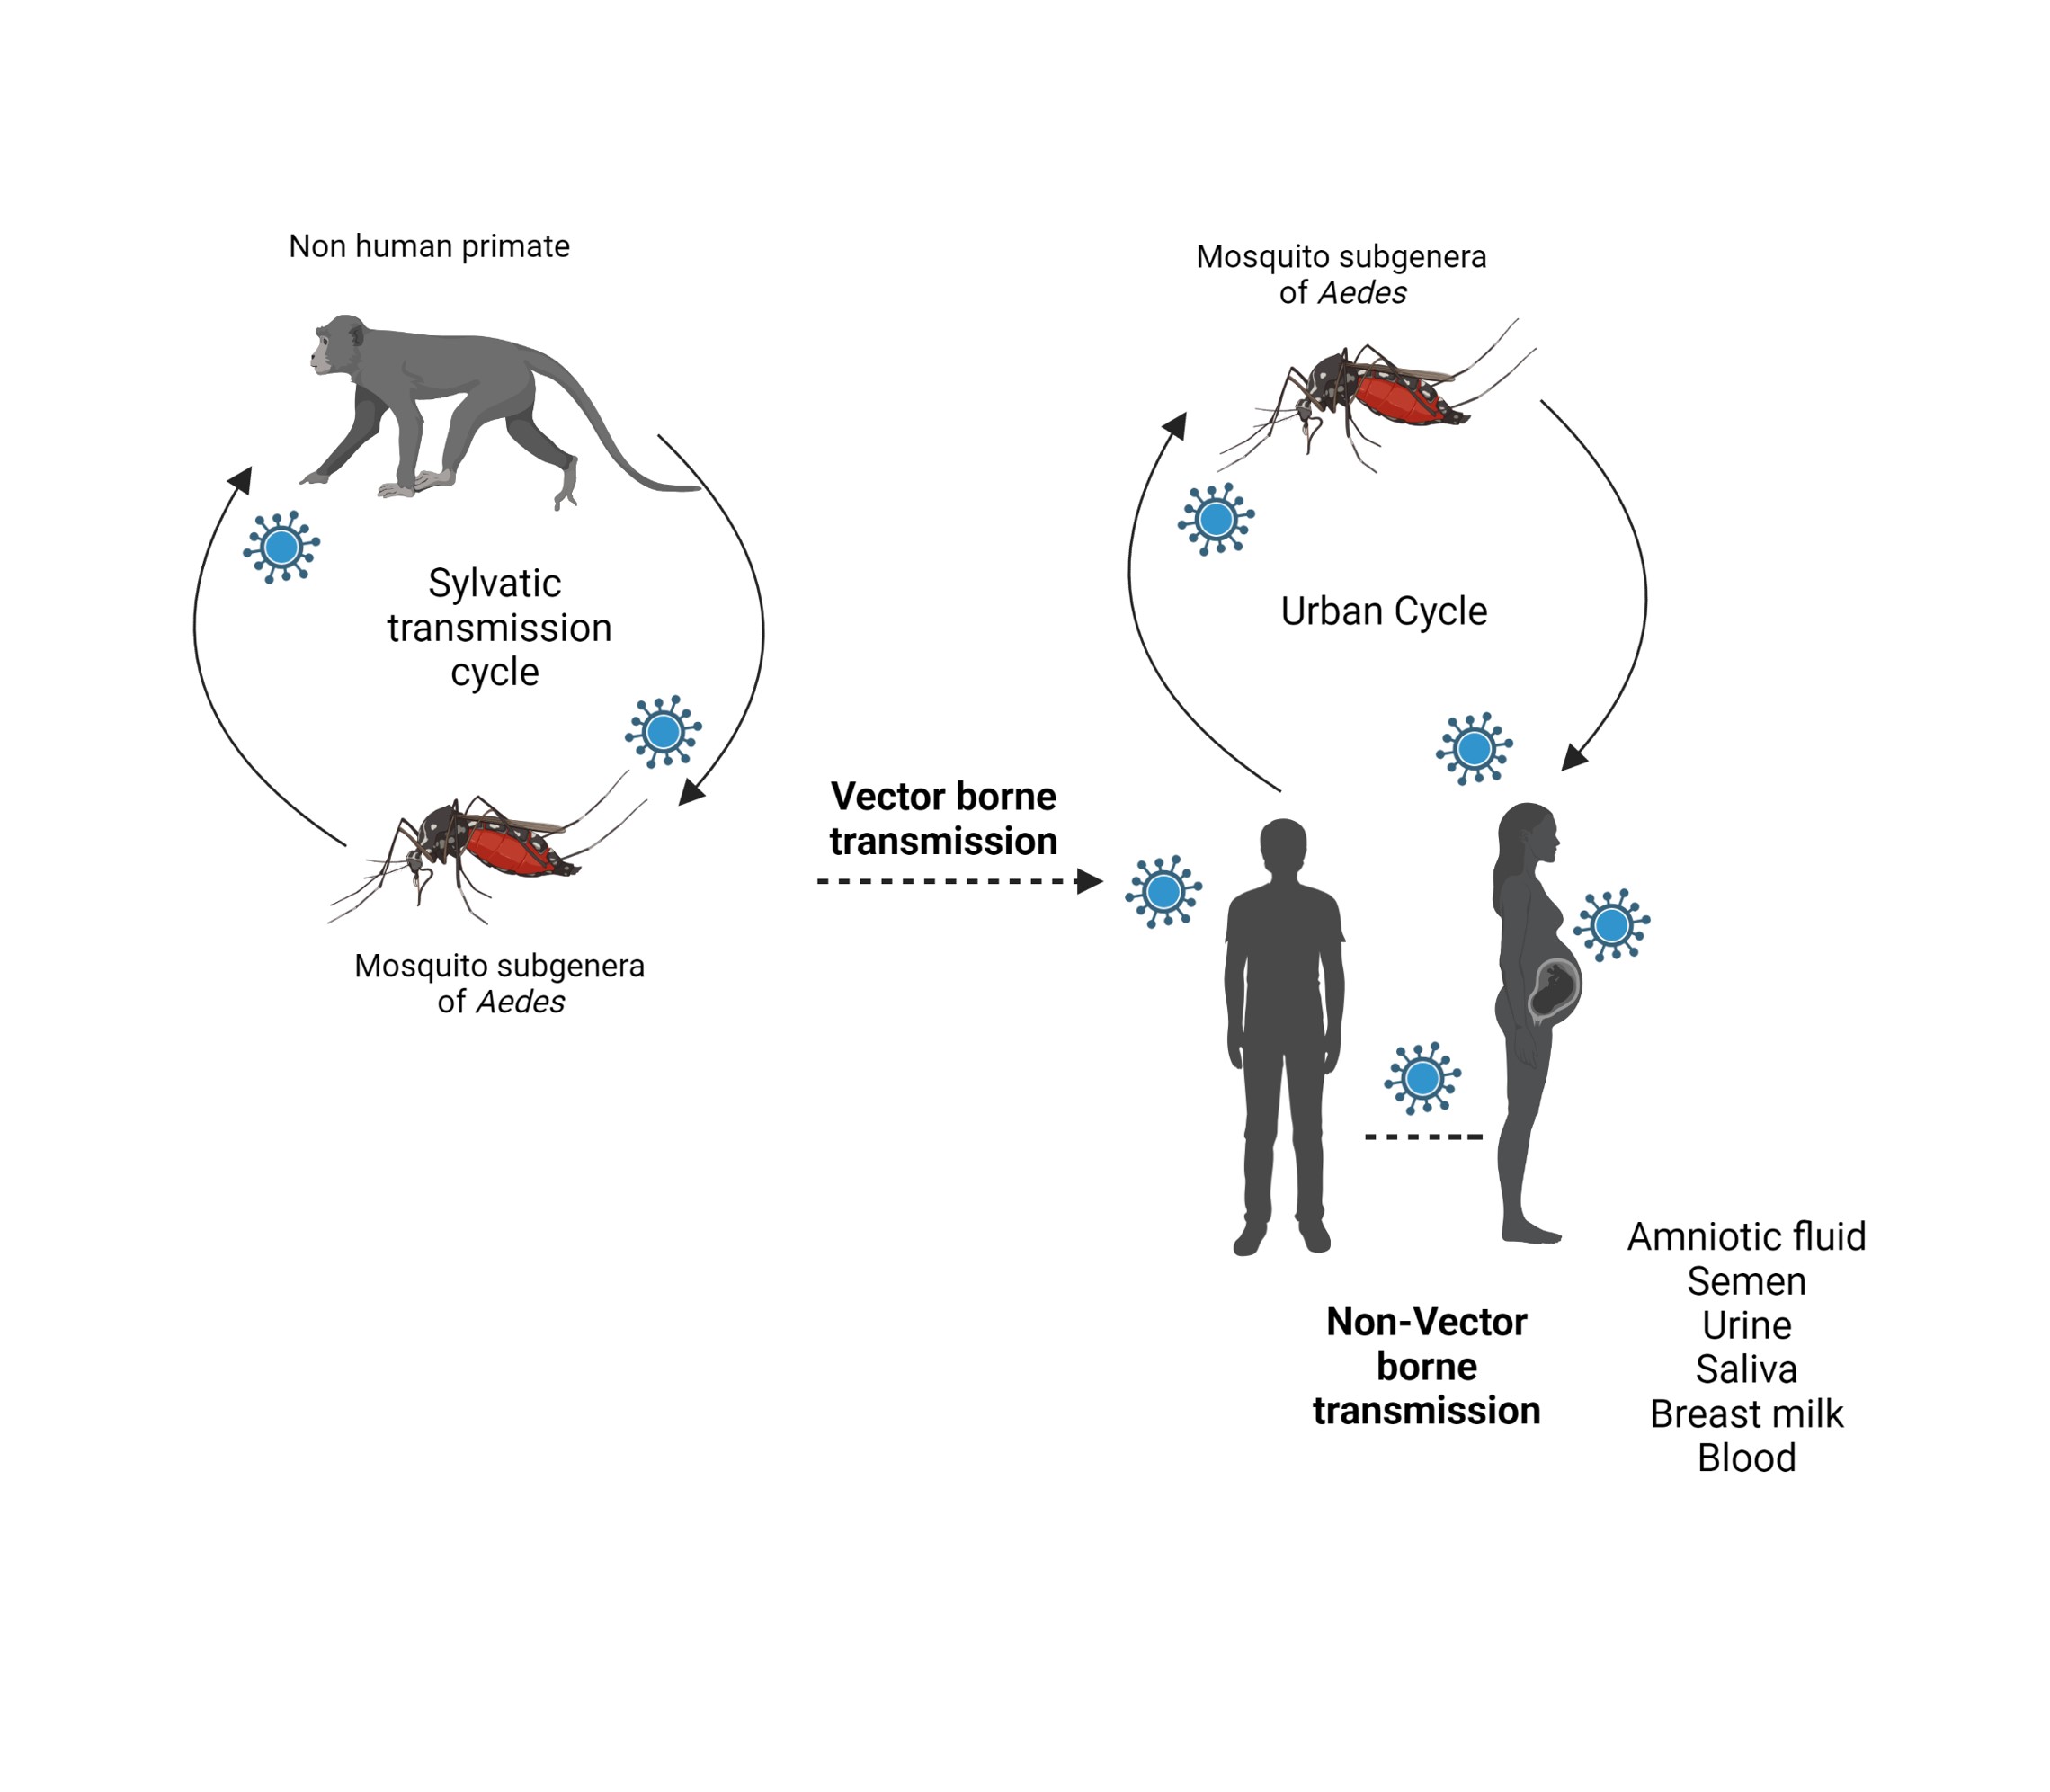 Non human primate
Sylvatic
transmission
cycle
Mosquito subgenera
of Aedes
Vector borne
transmission
Mosquito subgenera
of Aedes
Urban Cycle
Non-Vector
borne
transmission
Amniotic fluid
Semen
Urine
Saliva
Breast milk
Blood